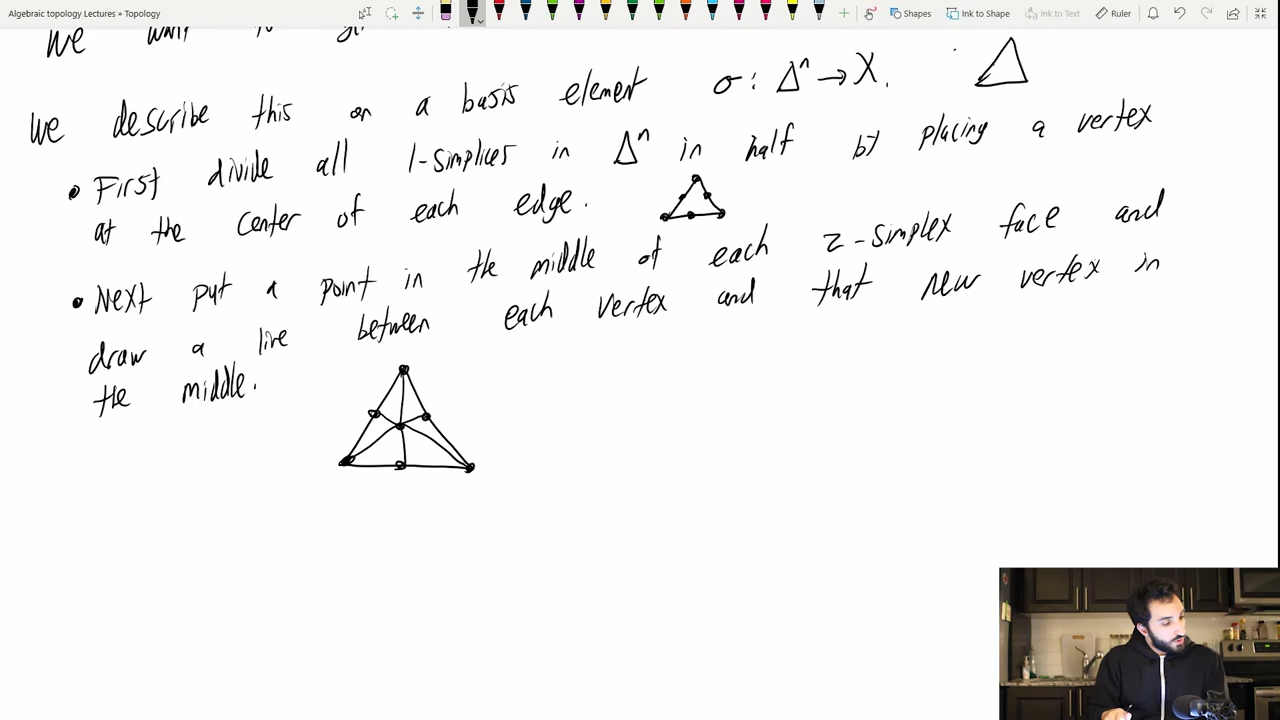 Algebraic topology Lectures » Topology
Shapes Ink to Shape Ink to Text Ruler
we want to
we describe this on a basis element σ : Δⁿ → X.
• First divide all 1-simplices in Δⁿ in half by placing a vertex
at the center of each edge.
• Next put a point in the middle of each 2-simplex face and
draw a line between each vertex and that new vertex in
the middle.